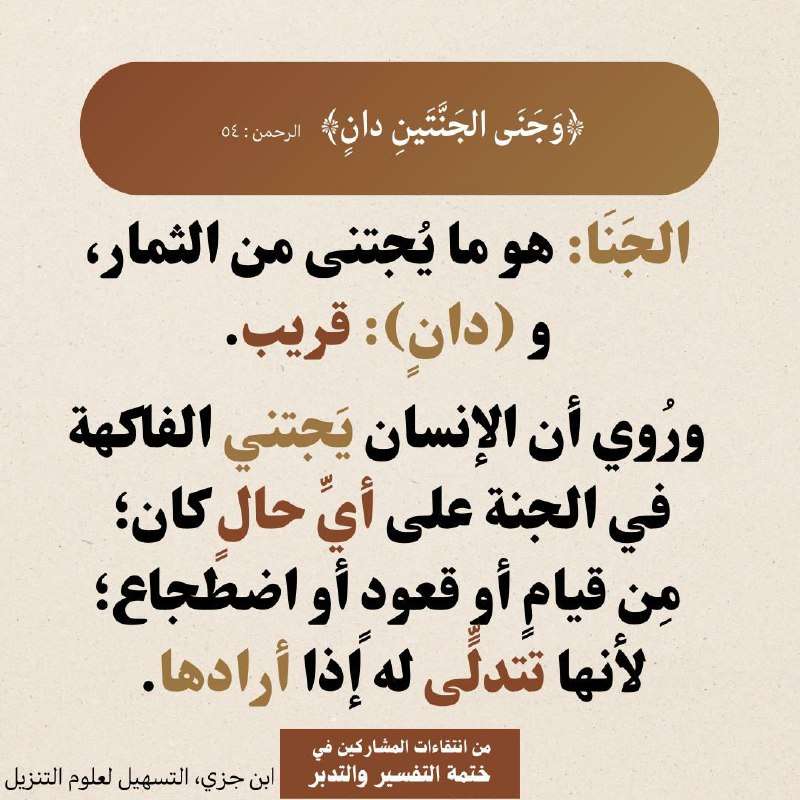 ﴿وَجَنَى الجَنَّتَينِ دانٍ﴾ الرحمن: ٥٤
الجَنَا: هو ما يُجتنى من الثمار،
و (دانٍ): قريب.
ورُوي أن الإنسان يَجتني الفاكهة
في الجنة على أيِّ حالٍ كان؛
مِن قيامٍ أو قعودٍ أو اضطجاع؛
لأنها تتدلَّى له إذا أرادها.
من انتقاءات المشاركين في
ختمة التفسير والتدبر
ابن جزي، التسهيل لعلوم التنزيل